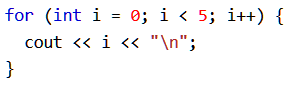 for (int i = 0; i < 5; i++) {
  cout << i << "\n";
}